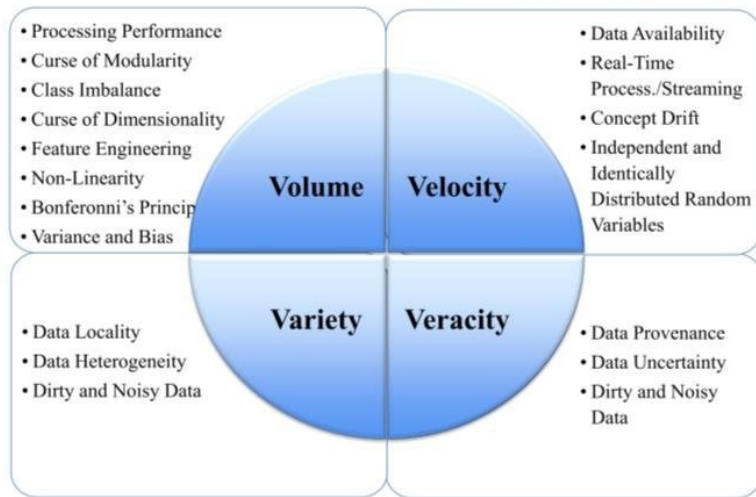 • Processing Performance
• Curse of Modularity
• Class Imbalance
• Curse of Dimensionality
• Feature Engineering
• Non-Linearity
• Bonferonni's Princip
• Variance and Bias
Volume
• Data Availability
• Real-Time
Process./Streaming
• Concept Drift
• Independent and
Identically
Distributed Random
Variables
Velocity
• Data Locality
• Data Heterogeneity
• Dirty and Noisy Data
Variety
Veracity
• Data Provenance
• Data Uncertainty
• Dirty and Noisy
Data